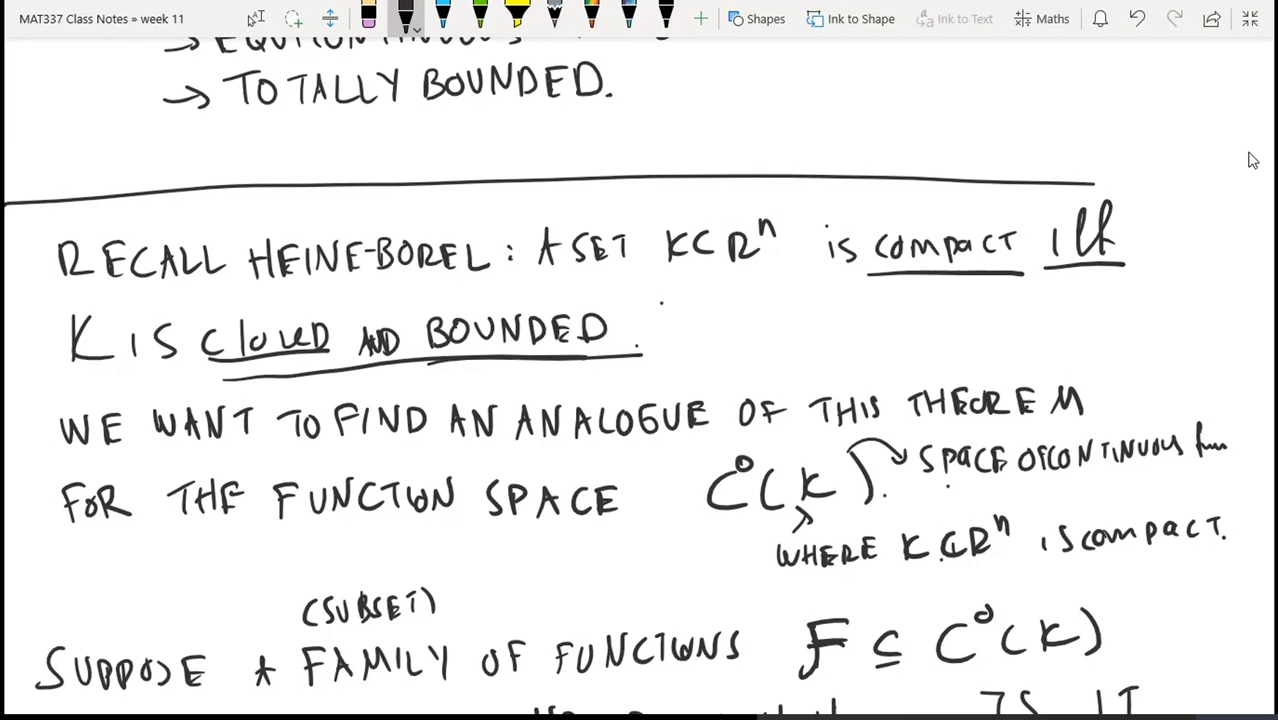 MAT337 Class Notes » week 11
Shapes
Ink to Shape
Ink to Text
Maths
→ EQUICONTINUOUS
→ TOTALLY BOUNDED.
RECALL HEINE-BOREL: A SET K⊂ℝⁿ is compact iff
K IS CLOSED AND BOUNDED.
WE WANT TO FIND AN ANALOGUE OF THIS THEOREM
FOR THE FUNCTION SPACE C⁰(K). → SPACE OF CONTINUOUS fun
WHERE K⊂ℝⁿ is compact.
(SUBSET)
SUPPOSE A FAMILY OF FUNCTIONS F ⊆ C⁰(K)